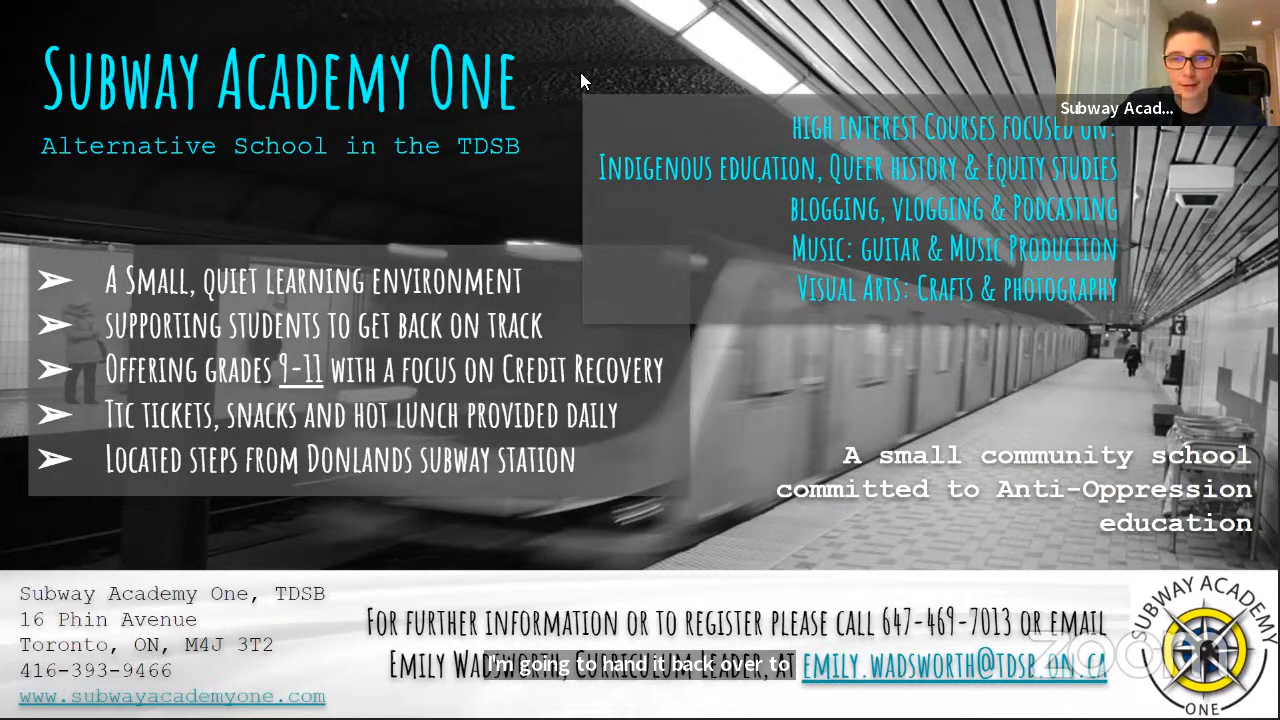 Subway Academy One
Alternative School in the TDSB
Subway Acad...
high interest Courses focused on:
Indigenous education, Queer history & Equity studies
blogging, vlogging & Podcasting
Music: guitar & Music Production
Visual Arts: Crafts & photography
➢ A Small, quiet learning environment
➢ supporting students to get back on track
➢ Offering grades 9-11 with a focus on Credit Recovery
➢ Ttc tickets, snacks and hot lunch provided daily
➢ Located steps from Donlands subway station
A small community school
committed to Anti-Oppression
education
Subway Academy One, TDSB
16 Phin Avenue
Toronto, ON, M4J 3T2
416-393-9466
www.subwayacademyone.com
For further information or to register please call 647-469-7013 or email
Emily Wadsworth, Curriculum Leader, at emily.wadsworth@tdsb.on.ca
I'm going to hand it back over to
zoom
SUBWAY ACADEMY
ONE